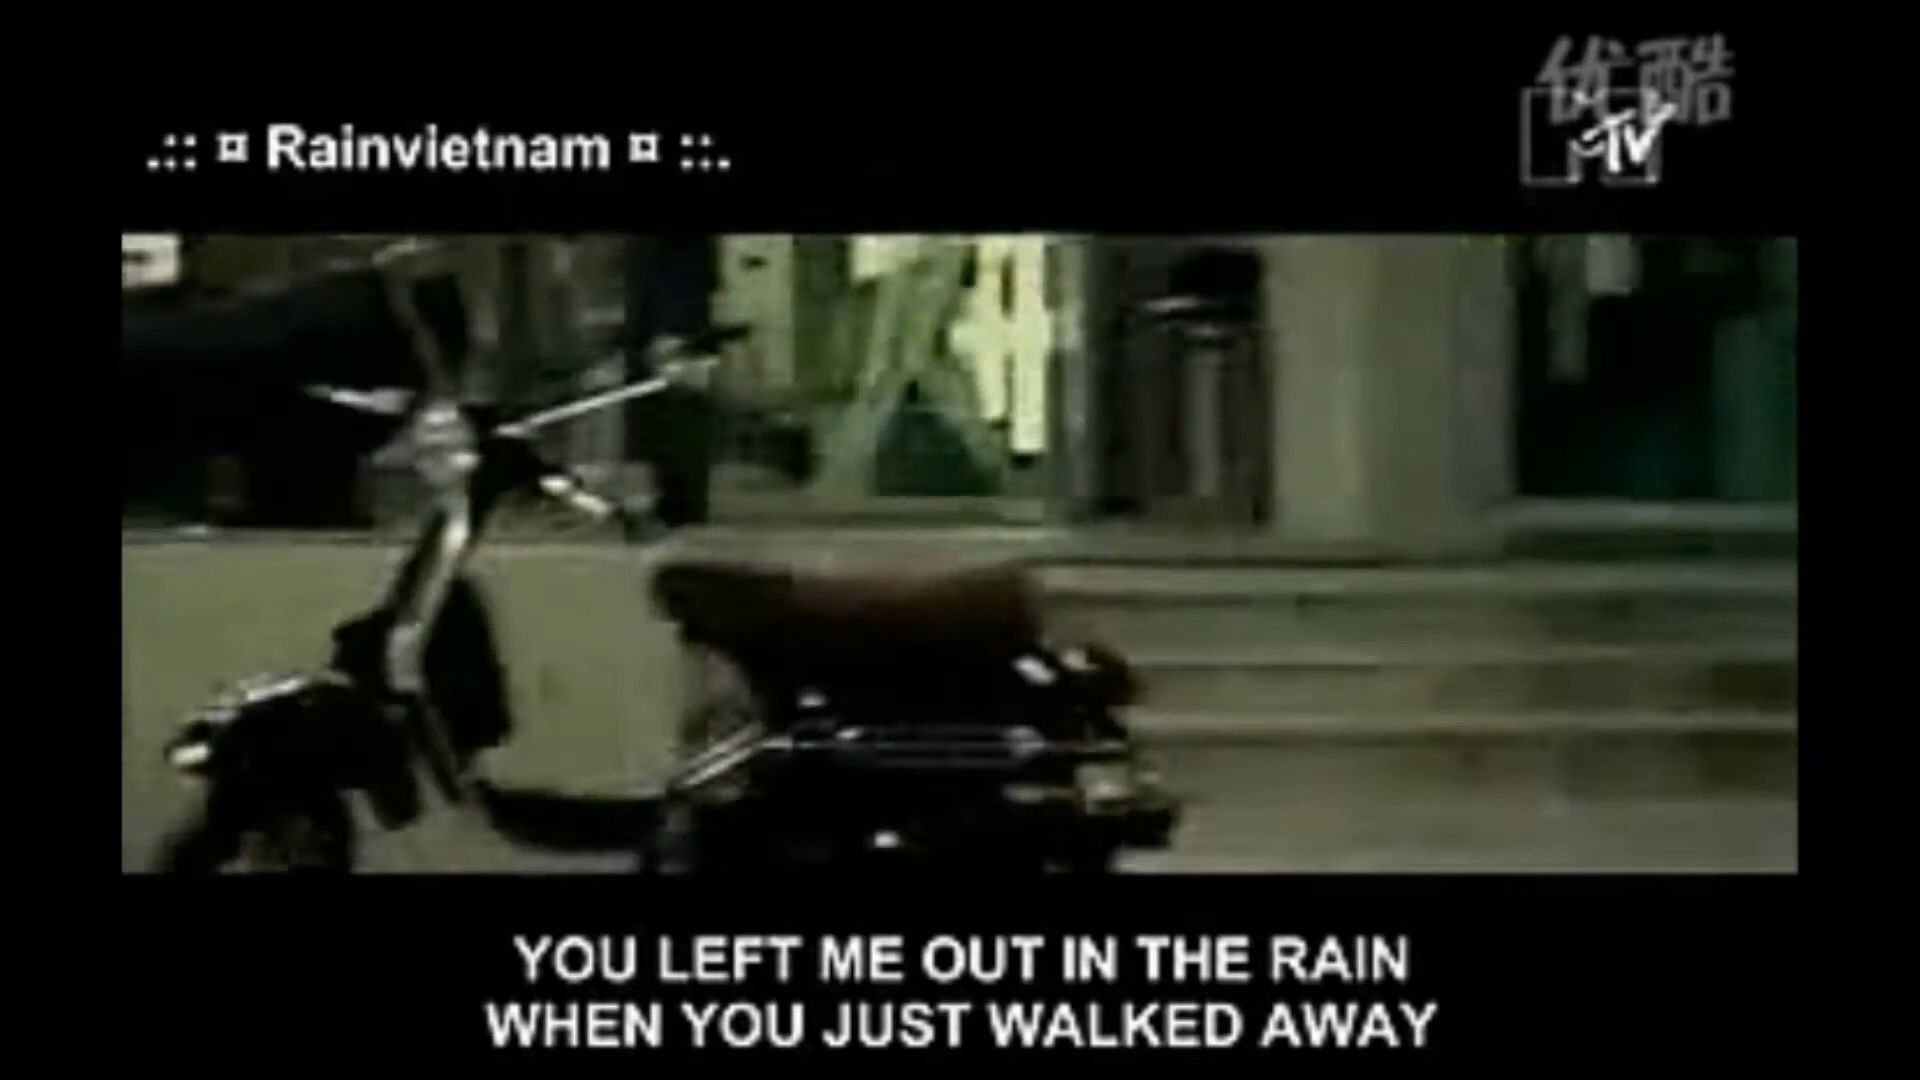 优酷
.:: ¤ Rainvietnam ¤ ::.
MTV
YOU LEFT ME OUT IN THE RAIN
WHEN YOU JUST WALKED AWAY